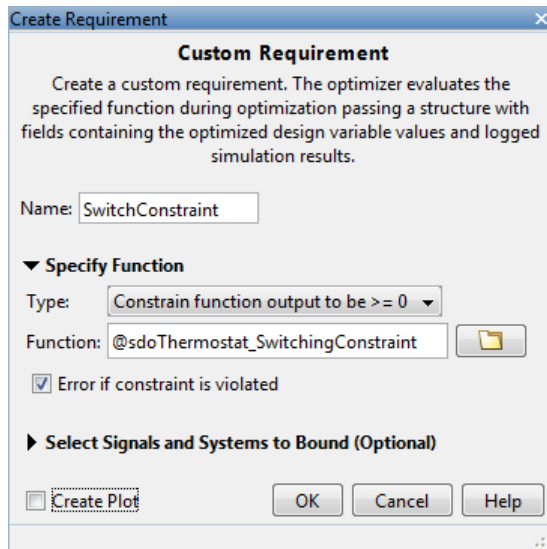 Create Requirement
Custom Requirement
Create a custom requirement. The optimizer evaluates the
specified function during optimization passing a structure with
fields containing the optimized design variable values and logged
simulation results.
Name: SwitchConstraint
Specify Function
Type: Constrain function output to be >= 0
Function: @sdoThermostat_SwitchingConstraint
Error if constraint is violated
Select Signals and Systems to Bound (Optional)
Create Plot OK Cancel Help